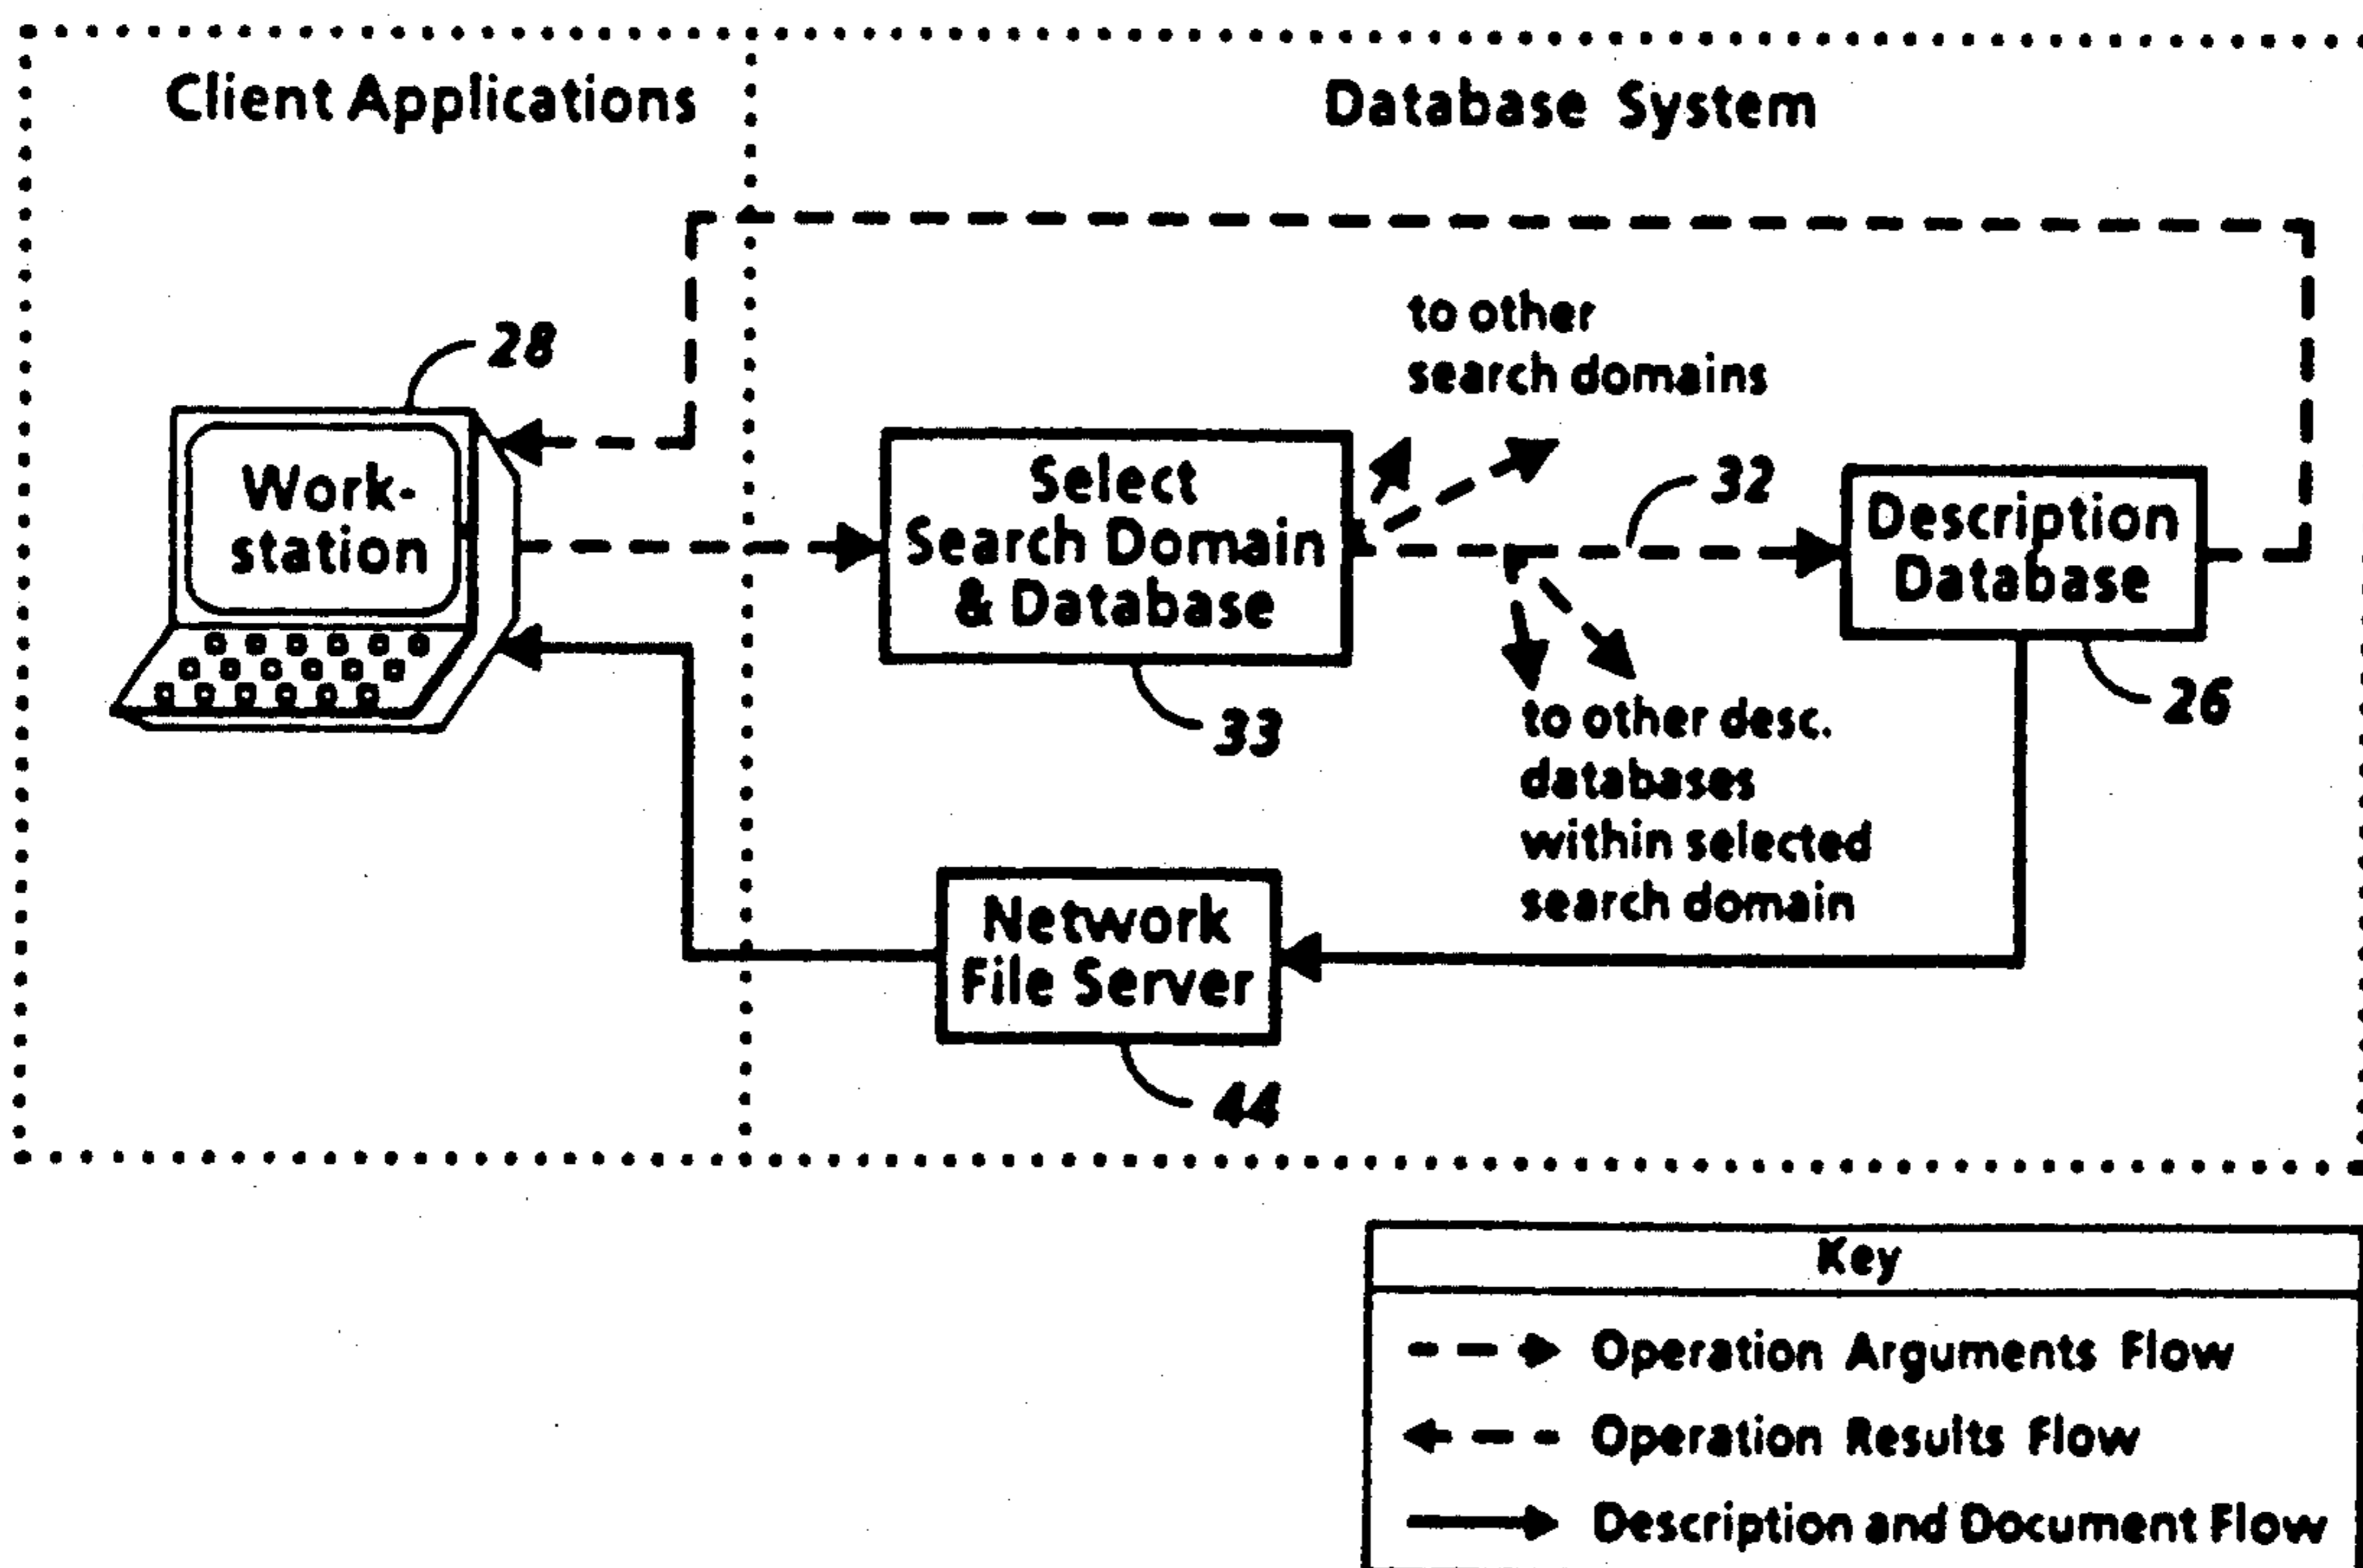 Client Applications
Database System
to other
search domains
28
Work-
station
Select
Search Domain
& Database
32
Description
Database
33
26
to other desc.
databases
within selected
search domain
Network
File Server
44
Key
Operation Arguments Flow
Operation Results Flow
Description and Document Flow